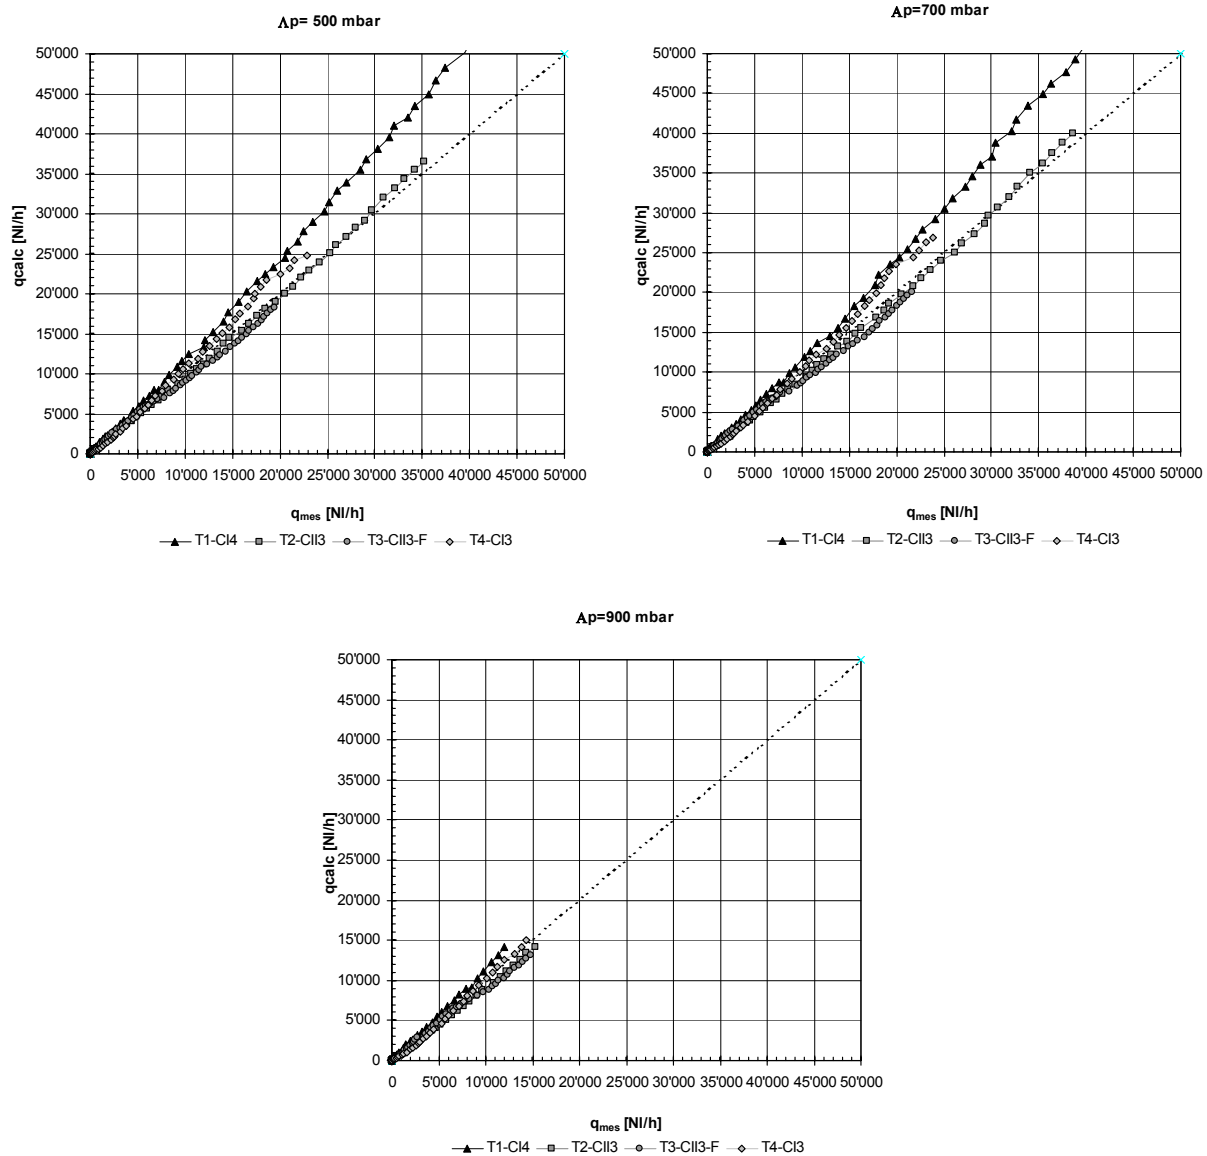 Λp= 500 mbar
50'000
45'000
40'000
35'000
30'000
25'000
20'000
15'000
10'000
5'000
0
qcalc [Nl/h]
0 5'000 10'000 15'000 20'000 25'000 30'000 35'000 40'000 45'000 50'000
qmes [Nl/h]
T1-CI4 T2-CII3 T3-CII3-F T4-CI3
Λp=700 mbar
50'000
45'000
40'000
35'000
30'000
25'000
20'000
15'000
10'000
5'000
0
qcalc [Nl/h]
0 5'000 10'000 15'000 20'000 25'000 30'000 35'000 40'000 45'000 50'000
qmes [Nl/h]
T1-CI4 T2-CII3 T3-CII3-F T4-CI3
Λp=900 mbar
50'000
45'000
40'000
35'000
30'000
25'000
20'000
15'000
10'000
5'000
0
qcalc [Nl/h]
0 5'000 10'000 15'000 20'000 25'000 30'000 35'000 40'000 45'000 50'000
qmes [Nl/h]
T1-CI4 T2-CII3 T3-CII3-F T4-CI3